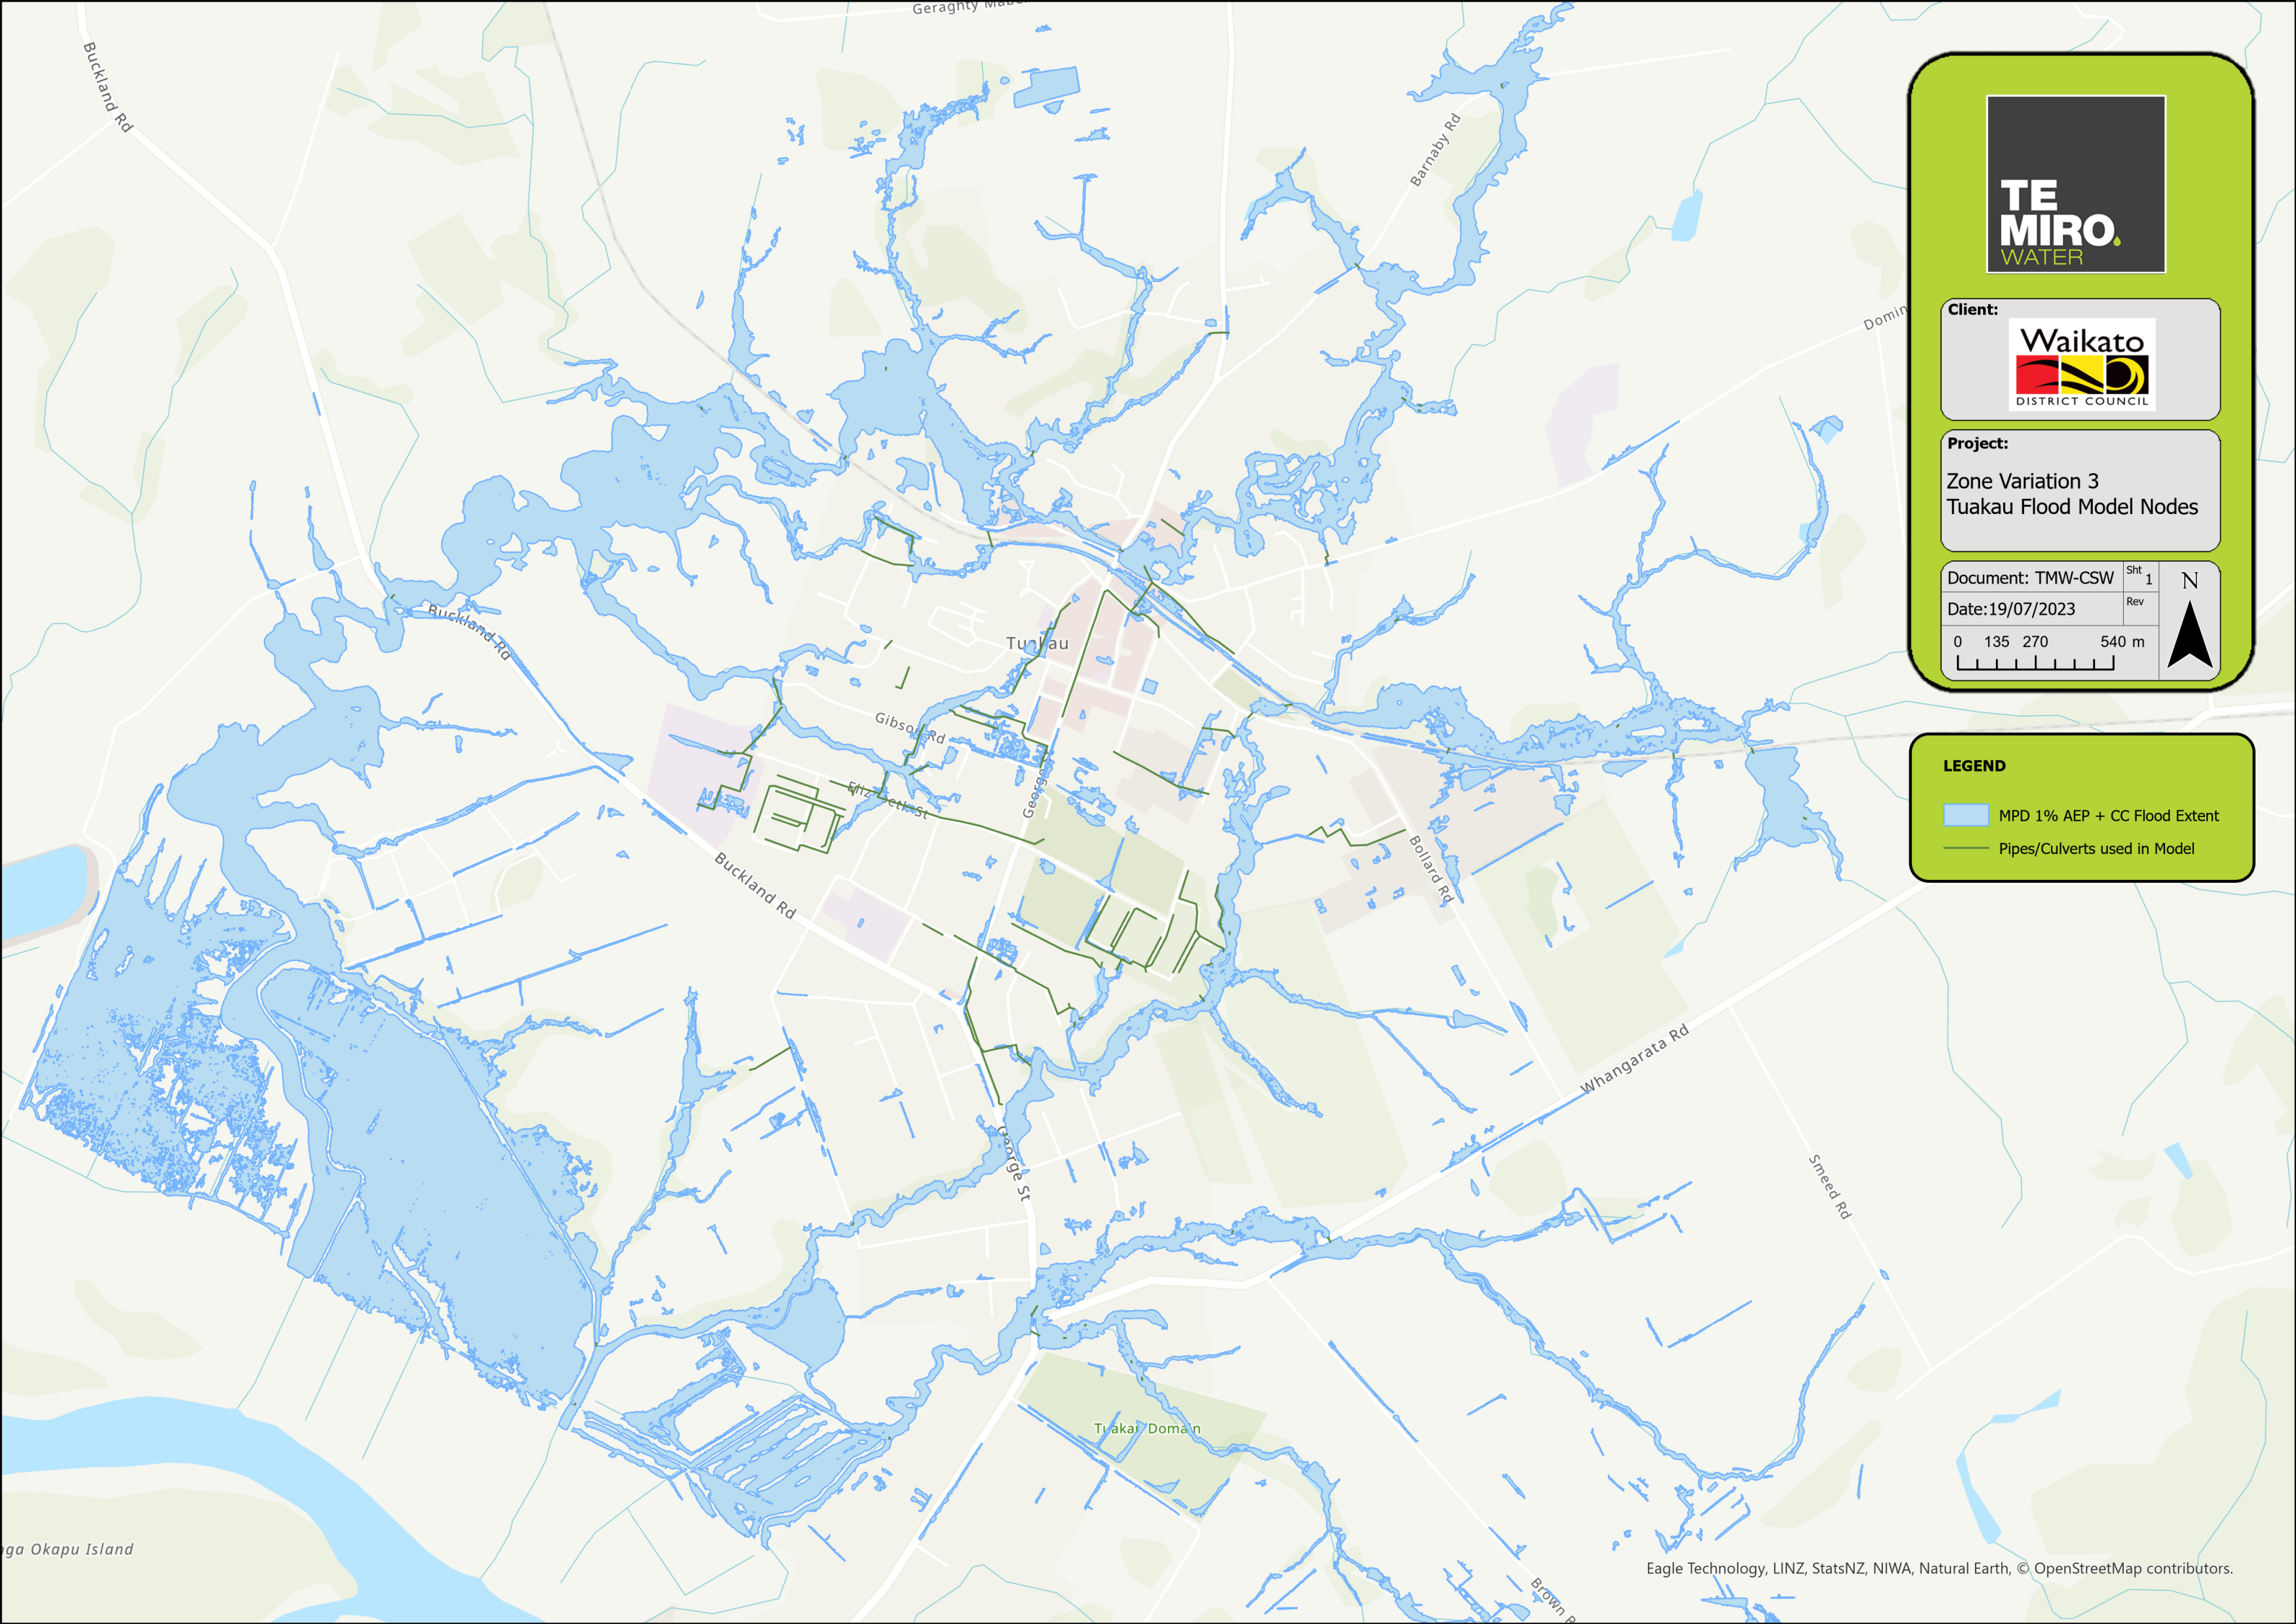 Geraghty
Buckland Rd
Barnaby Rd
Buckland Rd
Tuakau
Gibson Rd
Elizabeth St
George
Buckland Rd
Bollard Rd
Whangarata Rd
George St
Smeed Rd
Tuakau Domain
Brown R
nga Okapu Island
Domin
TE
MIRO
WATER
Client:
Waikato
DISTRICT COUNCIL
Project:
Zone Variation 3
Tuakau Flood Model Nodes
Document: TMW-CSW
Sht 1
Date:19/07/2023
Rev
N
0 135 270 540 m
LEGEND
MPD 1% AEP + CC Flood Extent
Pipes/Culverts used in Model
Eagle Technology, LINZ, StatsNZ, NIWA, Natural Earth, © OpenStreetMap contributors.